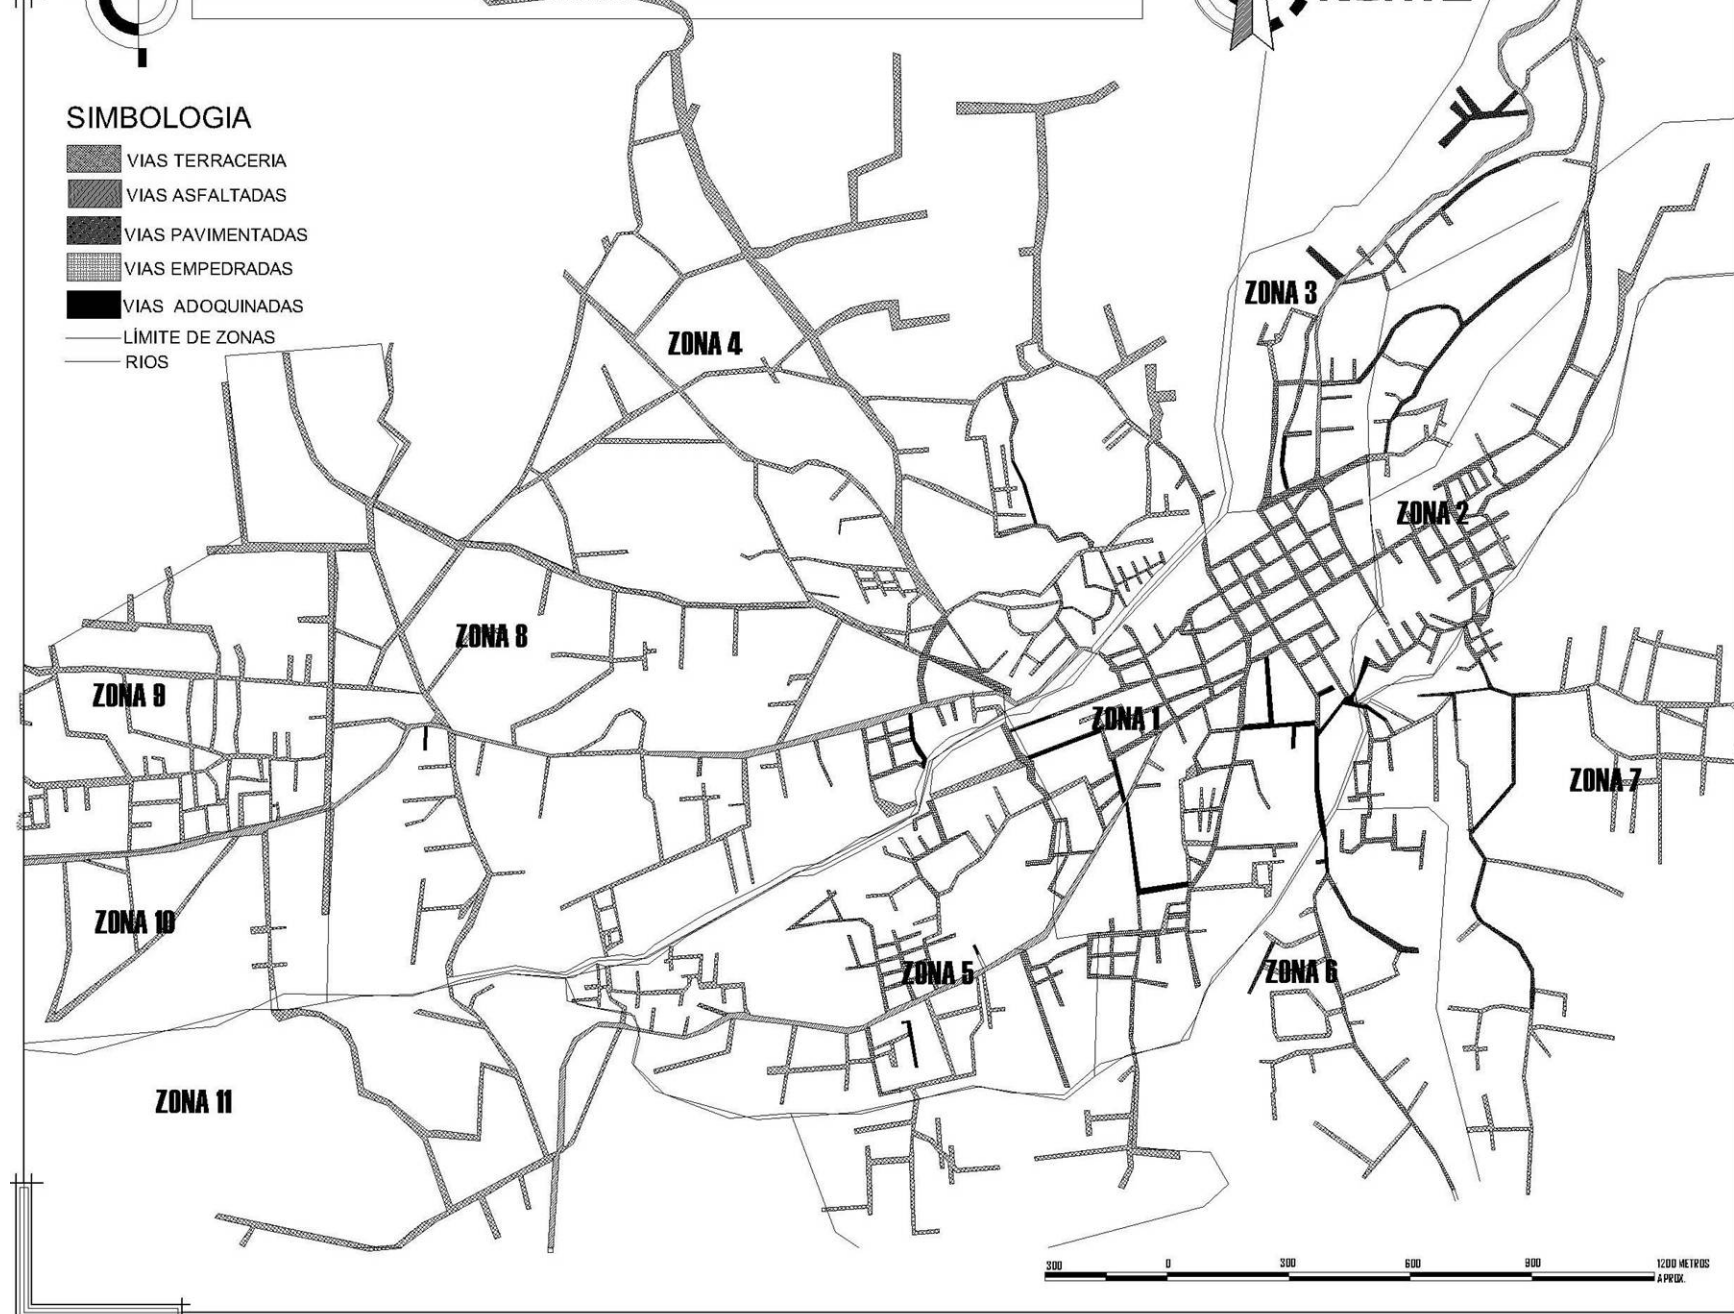 SIMBOLOGIA
VIAS TERRACERIA
VIAS ASFALTADAS
VIAS PAVIMENTADAS
VIAS EMPEDRADAS
VIAS ADOQUINADAS
LÍMITE DE ZONAS
RIOS
ZONA 3
ZONA 4
ZONA 2
ZONA 8
ZONA 9
ZONA 1
ZONA 7
ZONA 10
ZONA 5
ZONA 6
ZONA 11
300 0 300 600 900 1200 METROS
APROX.